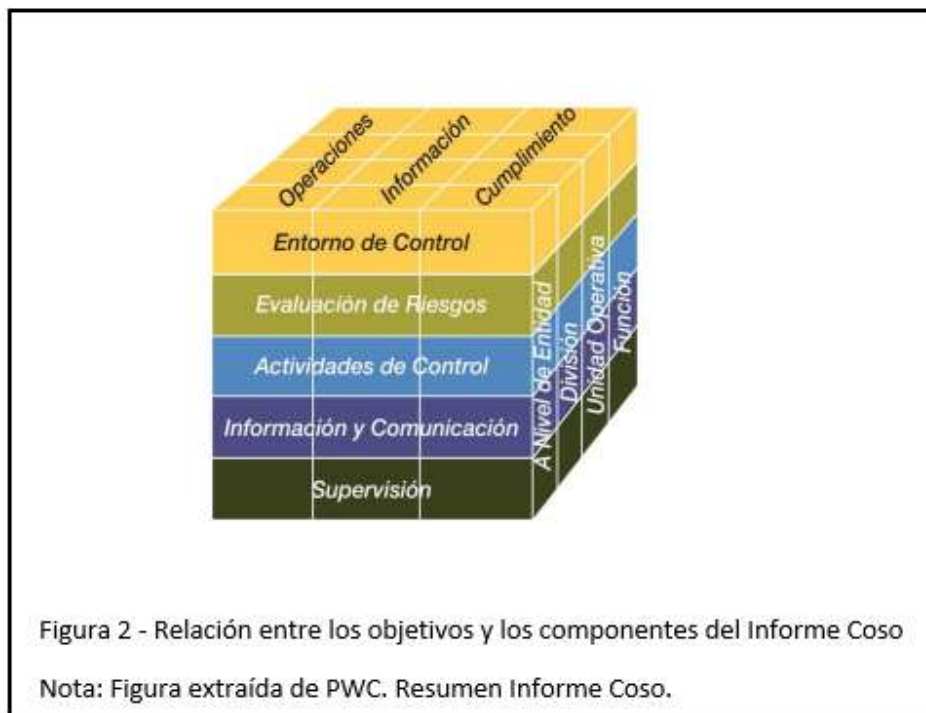 Operaciones
Información
Cumplimiento
Entorno de Control
Evaluación de Riesgos
Actividades de Control
Información y Comunicación
Supervisión
A Nivel de Entidad
División
Unidad Operativa
Función
Figura 2 - Relación entre los objetivos y los componentes del Informe Coso
Nota: Figura extraída de PWC. Resumen Informe Coso.